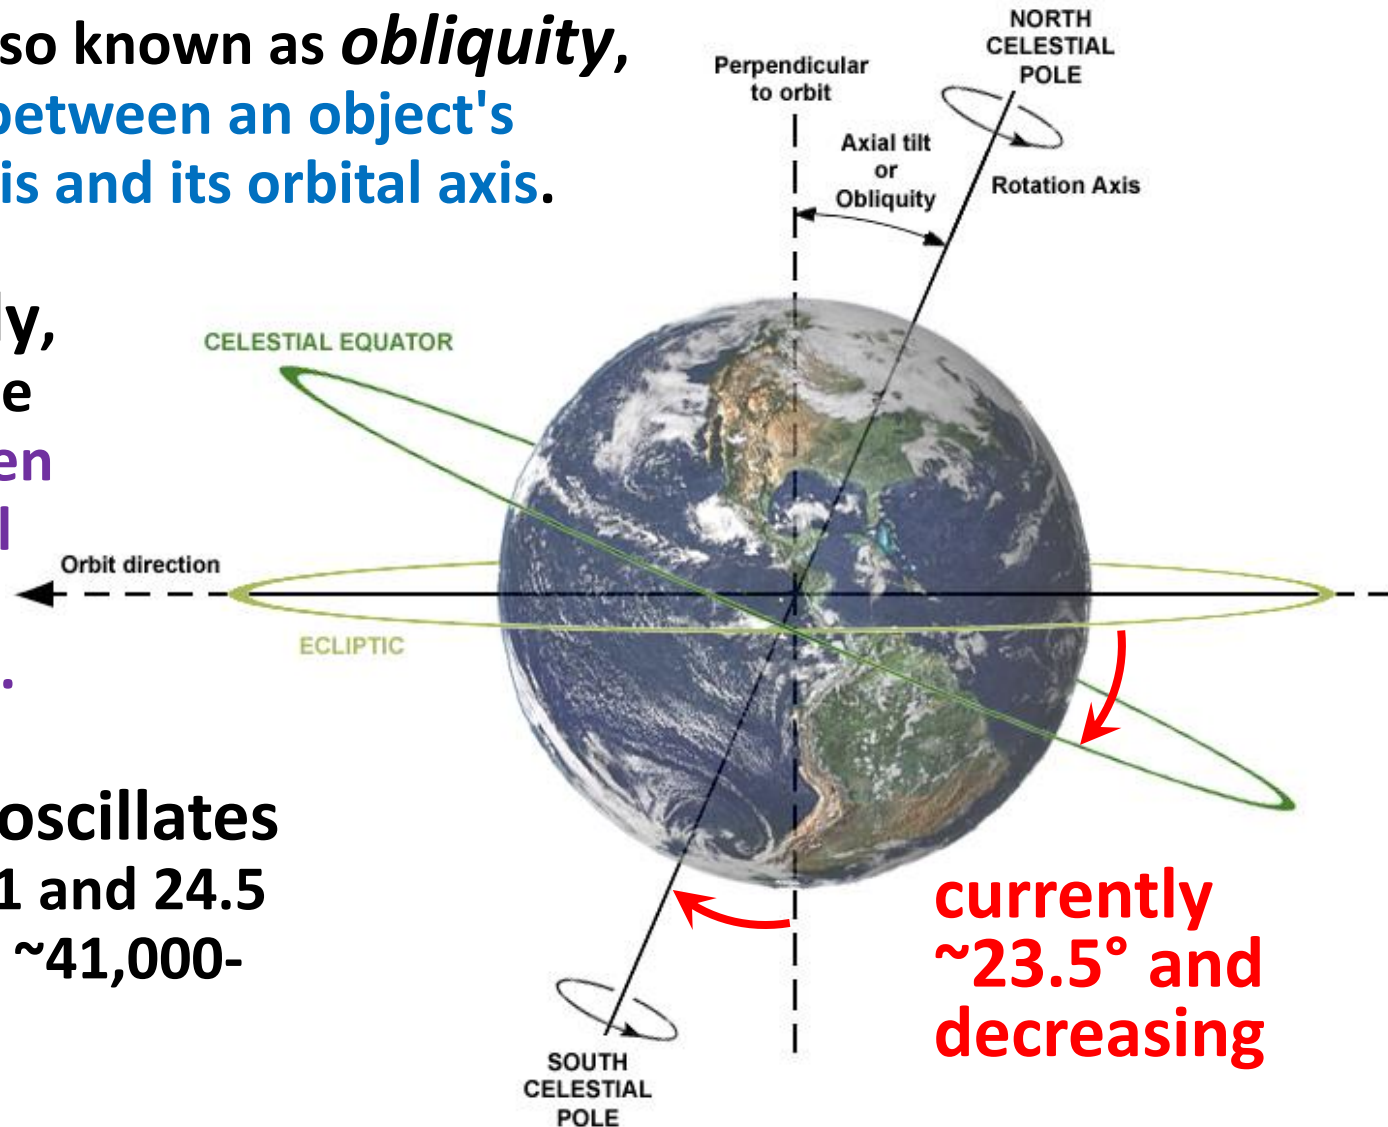 so known as obliquity,
between an object's
is and its orbital axis.
ly,
e
en
l
.
oscillates
1 and 24.5
~41,000-
NORTH
CELESTIAL
POLE
Perpendicular
to orbit
Axial tilt
or
Obliquity
Rotation Axis
CELESTIAL EQUATOR
Orbit direction
ECLIPTIC
currently
~23.5° and
decreasing
SOUTH
CELESTIAL
POLE